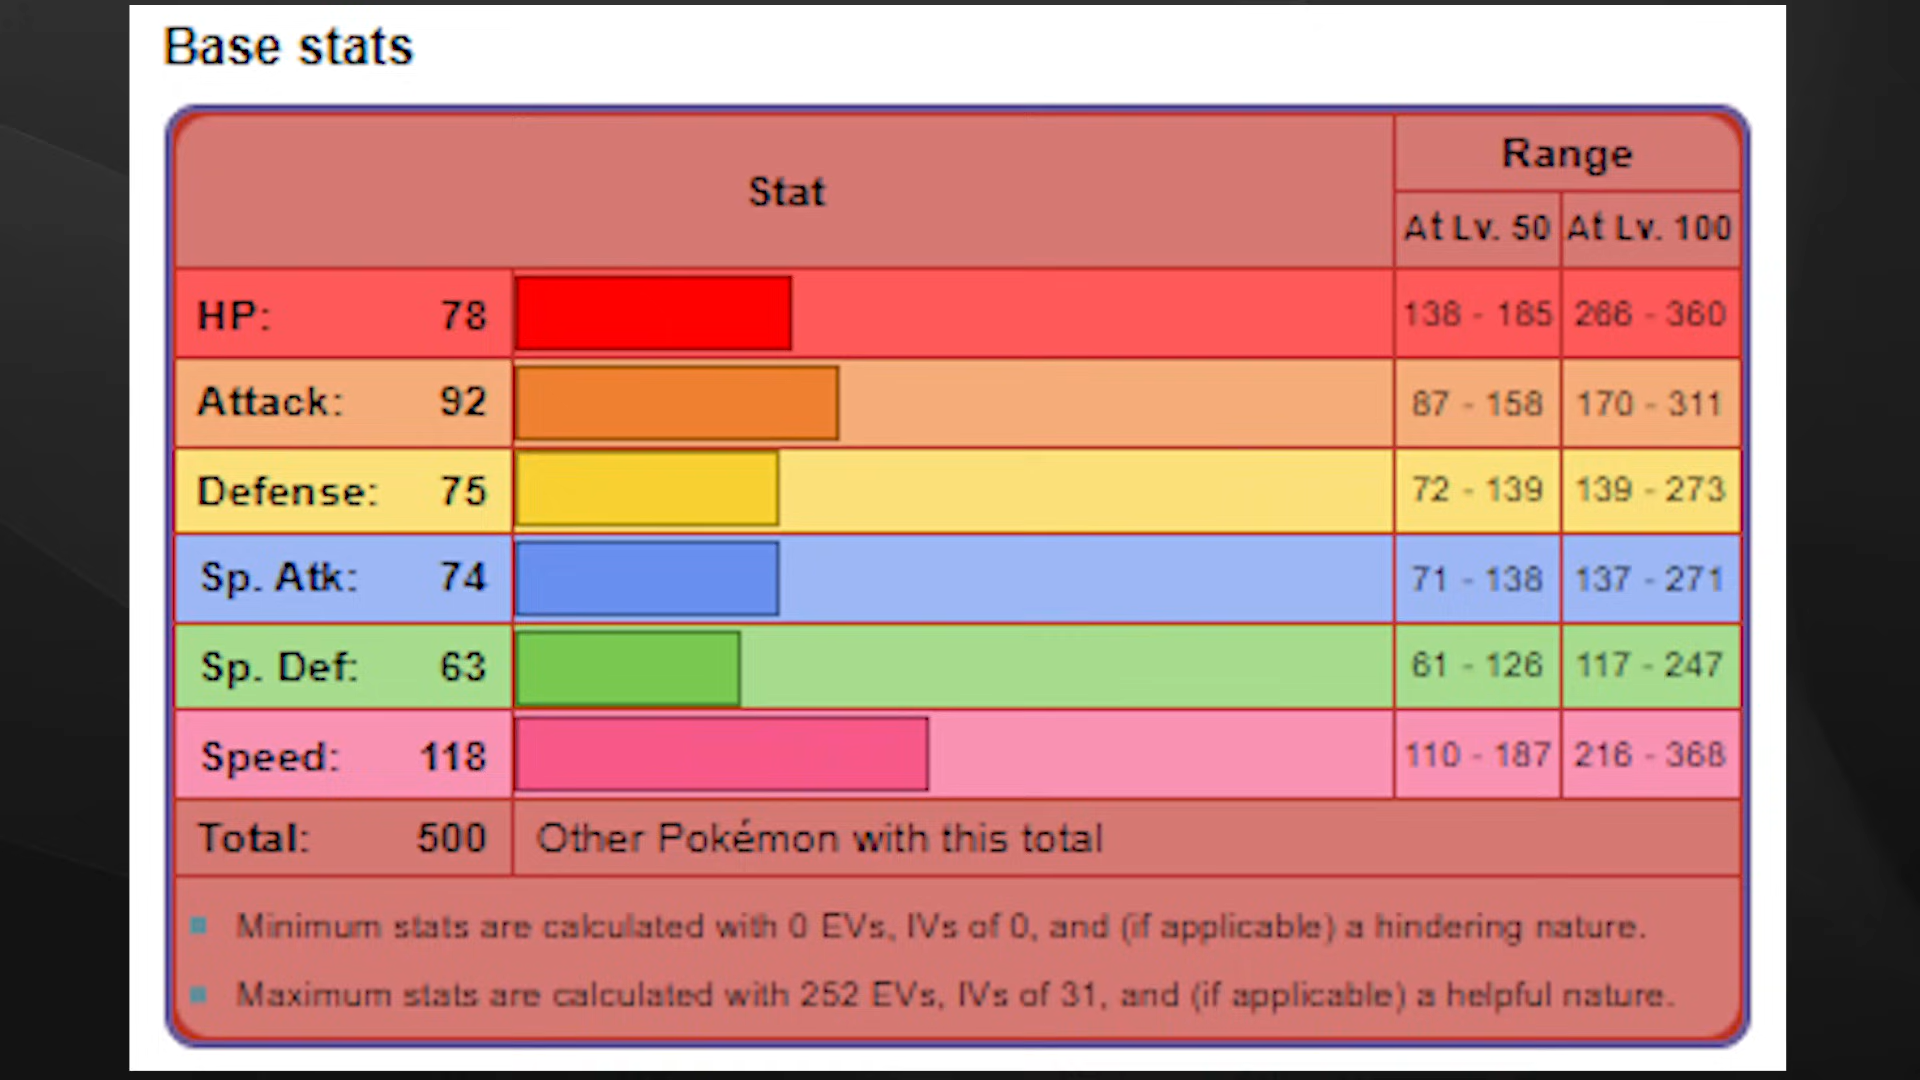 Base stats
Stat
Range
At Lv. 50 At Lv. 100
HP: 78 138 - 185 266 - 360
Attack: 92 87 - 158 170 - 311
Defense: 75 72 - 139 139 - 273
Sp. Atk: 74 71 - 138 137 - 271
Sp. Def: 63 61 - 126 117 - 247
Speed: 118 110 - 187 216 - 368
Total: 500 Other Pokémon with this total
Minimum stats are calculated with 0 EVs, IVs of 0, and (if applicable) a hindering nature.
Maximum stats are calculated with 252 EVs, IVs of 31, and (if applicable) a helpful nature.